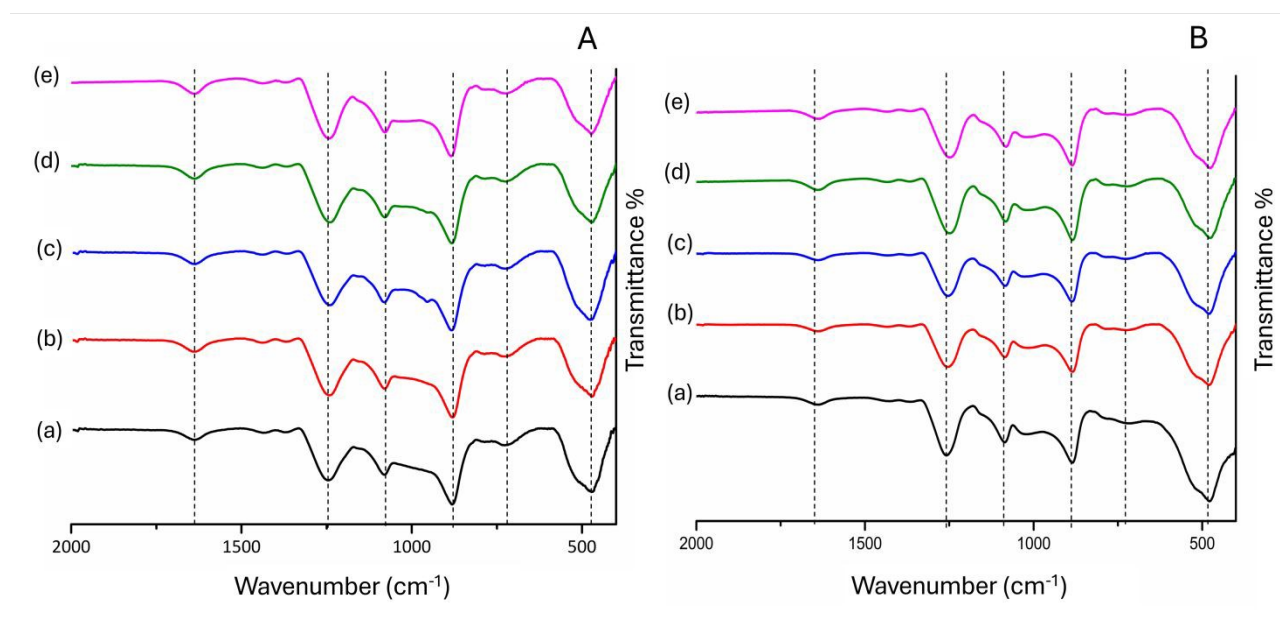 A
(e)
(d)
(c)
(b)
(a)
Transmittance %
2000
1500
1000
500
Wavenumber (cm⁻¹)
B
(e)
(d)
(c)
(b)
(a)
Transmittance %
2000
1500
1000
500
Wavenumber (cm⁻¹)